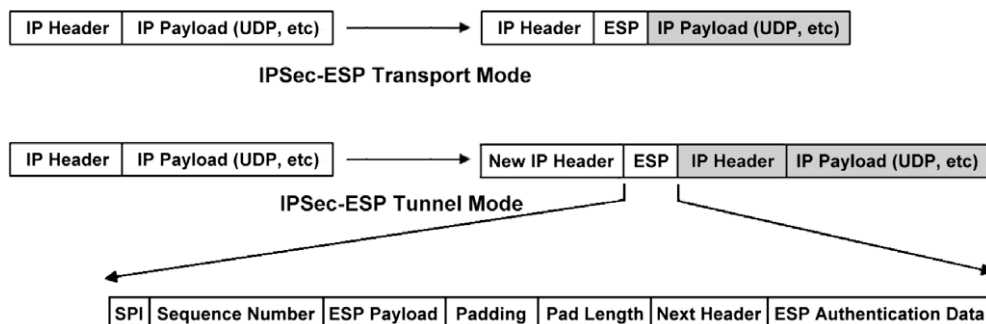 IP Header IP Payload (UDP, etc) IP Header ESP IP Payload (UDP, etc)
IPSec-ESP Transport Mode
IP Header IP Payload (UDP, etc) New IP Header ESP IP Header IP Payload (UDP, etc)
IPSec-ESP Tunnel Mode
SPI Sequence Number ESP Payload Padding Pad Length Next Header ESP Authentication Data